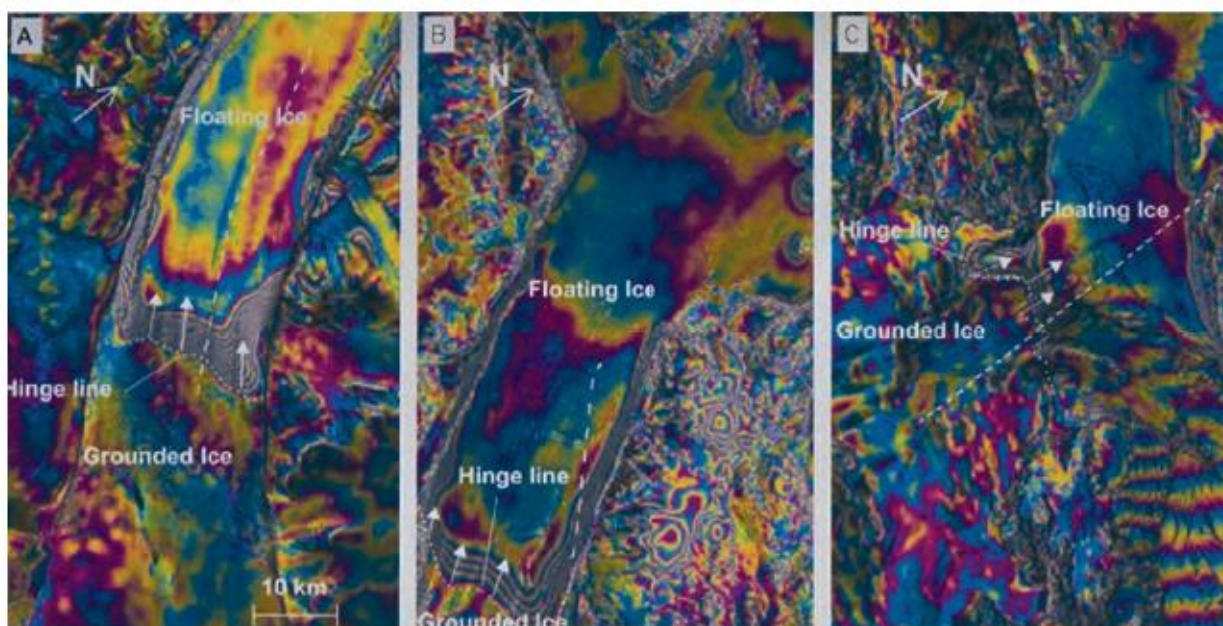 A
N
Floating Ice
Hinge line
Grounded Ice
10 km
B
N
Floating Ice
Hinge line
Grounded Ice
C
N
Floating Ice
Hinge line
Grounded Ice